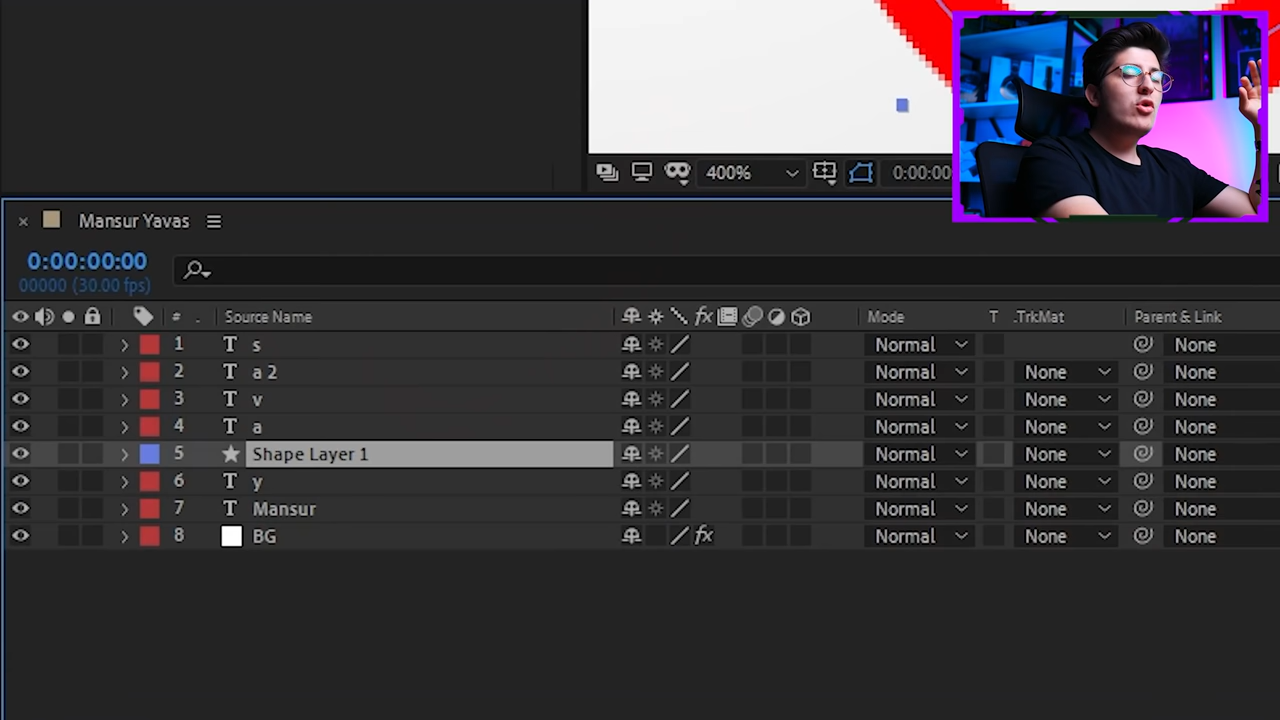 400%
0:00:00
× Mansur Yavas
0:00:00:00
00000 (30.00 fps)
# . Source Name fx Mode T .TrkMat Parent & Link
1 T s Normal None
2 T a 2 Normal None None
3 T v Normal None None
4 T a Normal None None
5 Shape Layer 1 Normal None None
6 T y Normal None None
7 T Mansur Normal None None
8 BG fx Normal None None